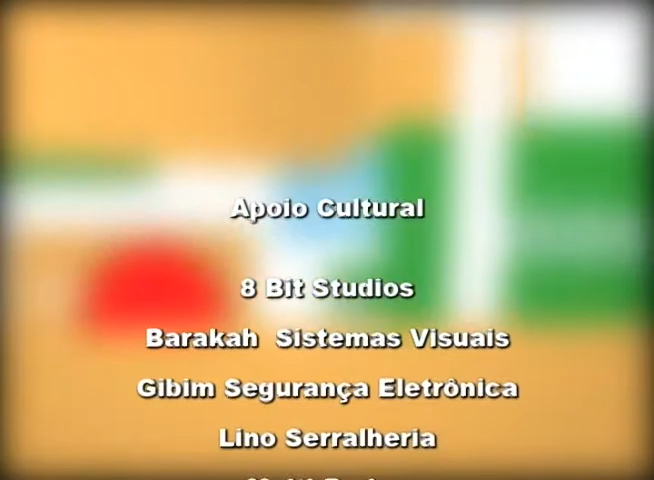 Apoio Cultural
8 Bit Studios
Barakah Sistemas Visuais
Gibim Segurança Eletrônica
Lino Serralheria